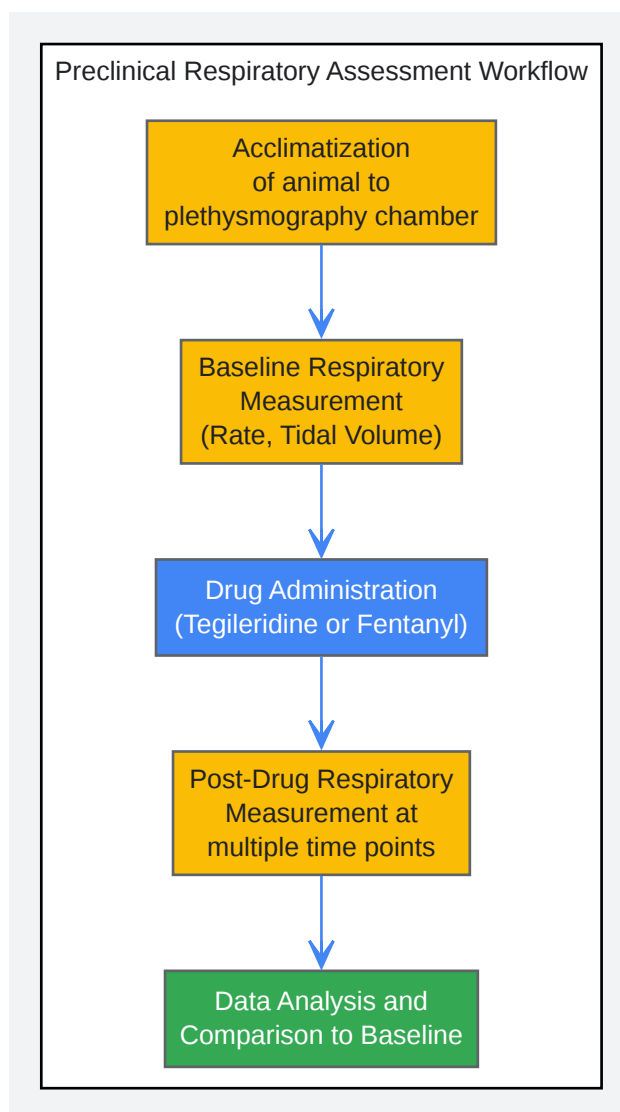 Preclinical Respiratory Assessment Workflow
Acclimatization
of animal to
plethysmography chamber
Baseline Respiratory
Measurement
(Rate, Tidal Volume)
Drug Administration
(Tegileridine or Fentanyl)
Post-Drug Respiratory
Measurement at
multiple time points
Data Analysis and
Comparison to Baseline